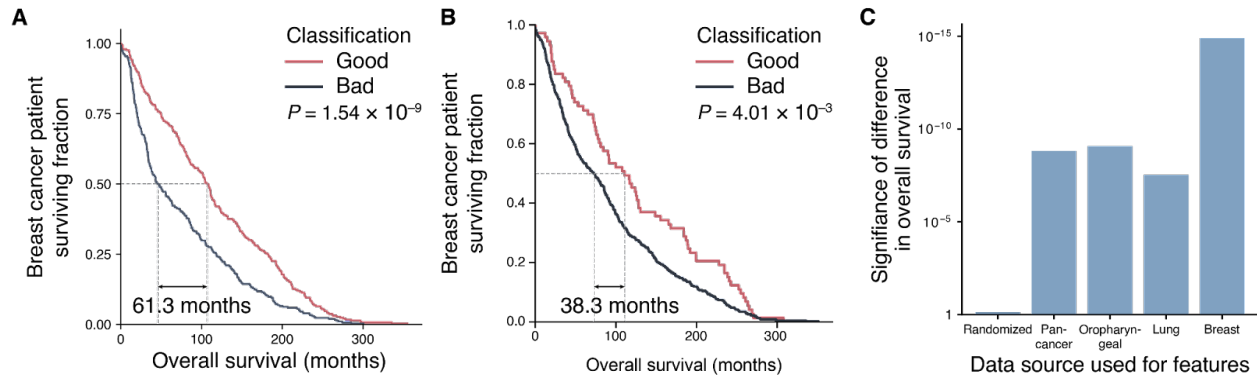 A
Breast cancer patient
surviving fraction
1.00
0.75
0.50
0.25
0.00
Classification
Good
Bad
P = 1.54 × 10–9
61.3 months
0
100
200
300
Overall survival (months)
B
Breast cancer patient
surviving fraction
1.0
0.8
0.6
0.4
0.2
0.0
Classification
Good
Bad
P = 4.01 × 10–3
38.3 months
0
100
200
300
Overall survival (months)
C
Signifiance of difference
in overall survival
10–15
10–10
10–5
1
Randomized
Pan-
cancer
Oropharyn-
geal
Lung
Breast
Data source used for features